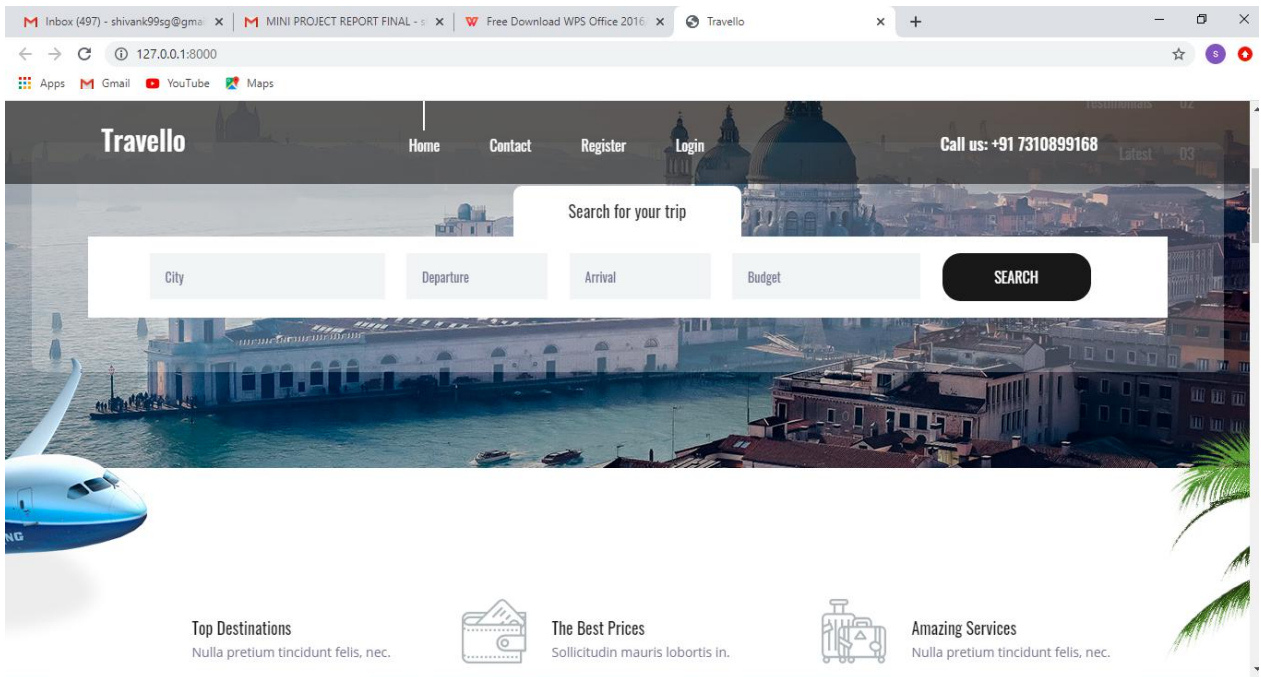 Inbox (497) - shivank99sg@gmai
MINI PROJECT REPORT FINAL - s
Free Download WPS Office 2016,
Travello
127.0.0.1:8000
s
Apps
Gmail
YouTube
Maps
Testimonials 02
Travello
Home
Contact
Register
Login
Call us: +91 7310899168
Latest 03
Search for your trip
City
Departure
Arrival
Budget
SEARCH
NG
Top Destinations
Nulla pretium tincidunt felis, nec.
The Best Prices
Sollicitudin mauris lobortis in.
Amazing Services
Nulla pretium tincidunt felis, nec.